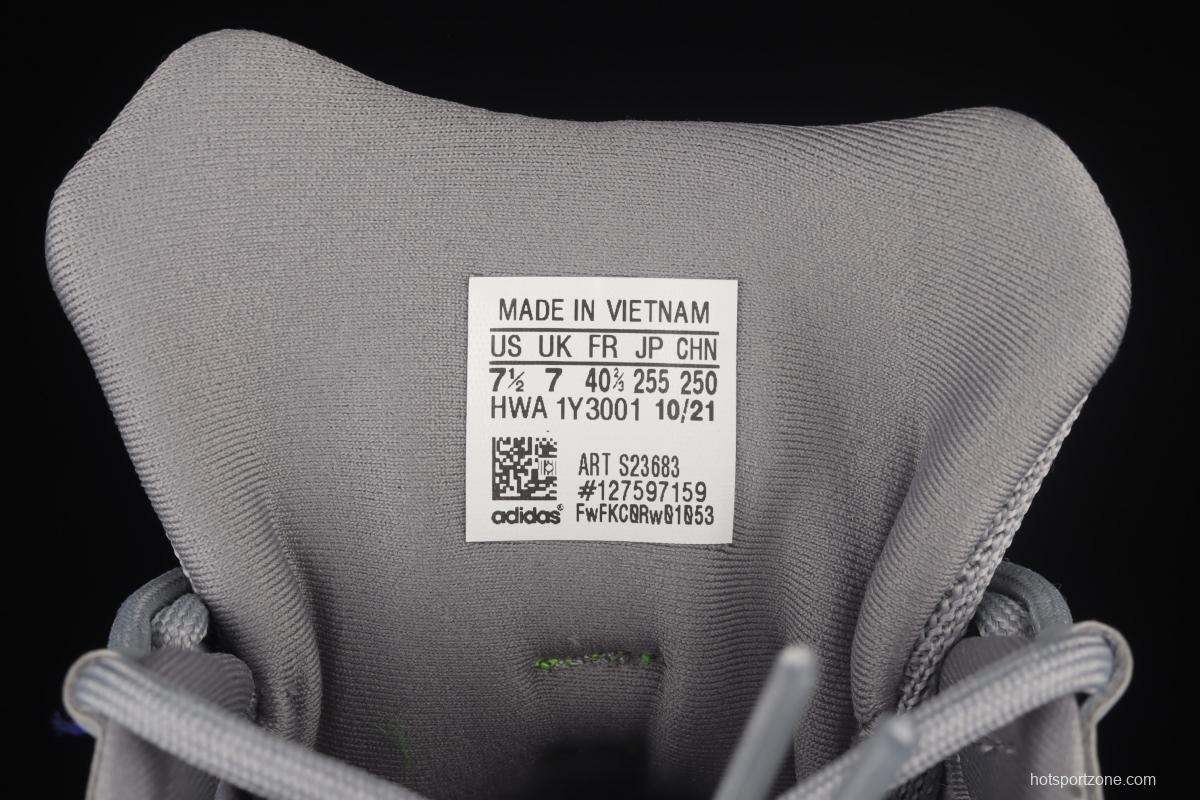 MADE IN VIETNAM
US UK FR JP CHN
7½ 7 40⅔ 255 250
HWA 1Y3001 10/21
ART S23683
#127597159
adidas® FwFKC0Rw01053
hotsportzone.com